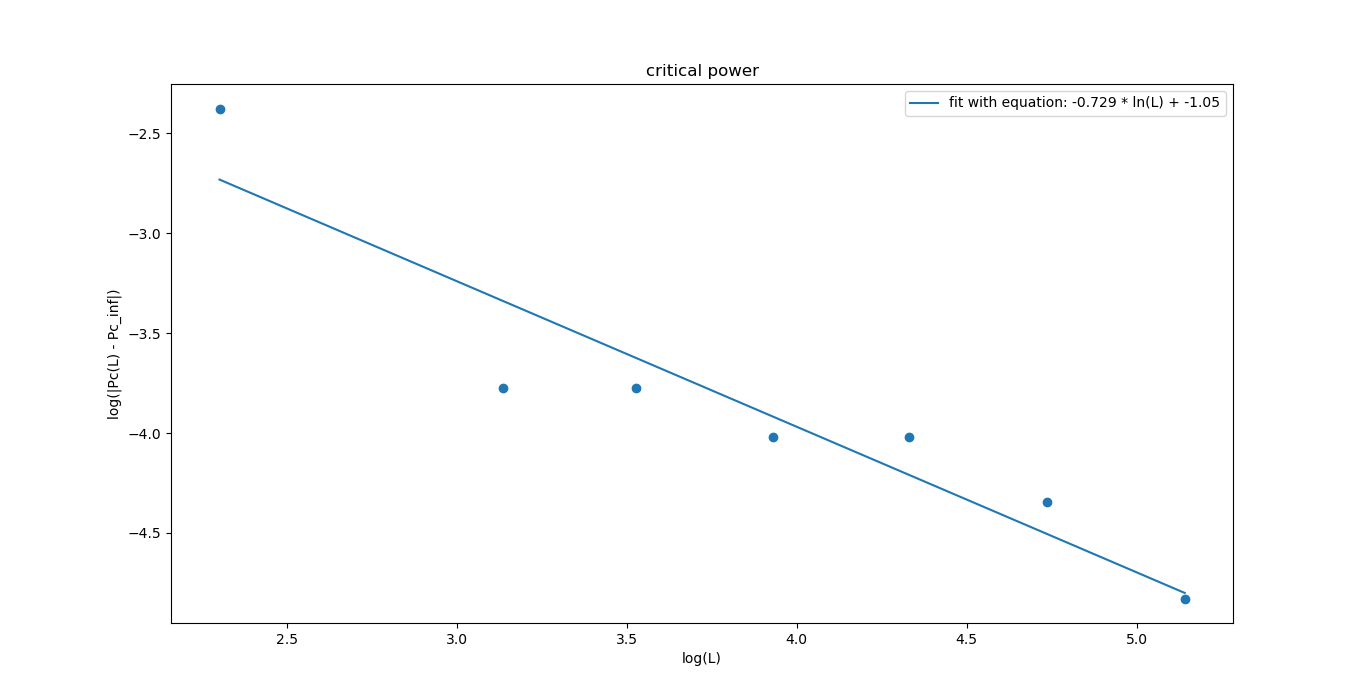 critical power
fit with equation: -0.729 * ln(L) + -1.05
log(|Pc(L) - Pc_inf|)
−2.5
−3.0
−3.5
−4.0
−4.5
2.5 3.0 3.5 4.0 4.5 5.0
log(L)